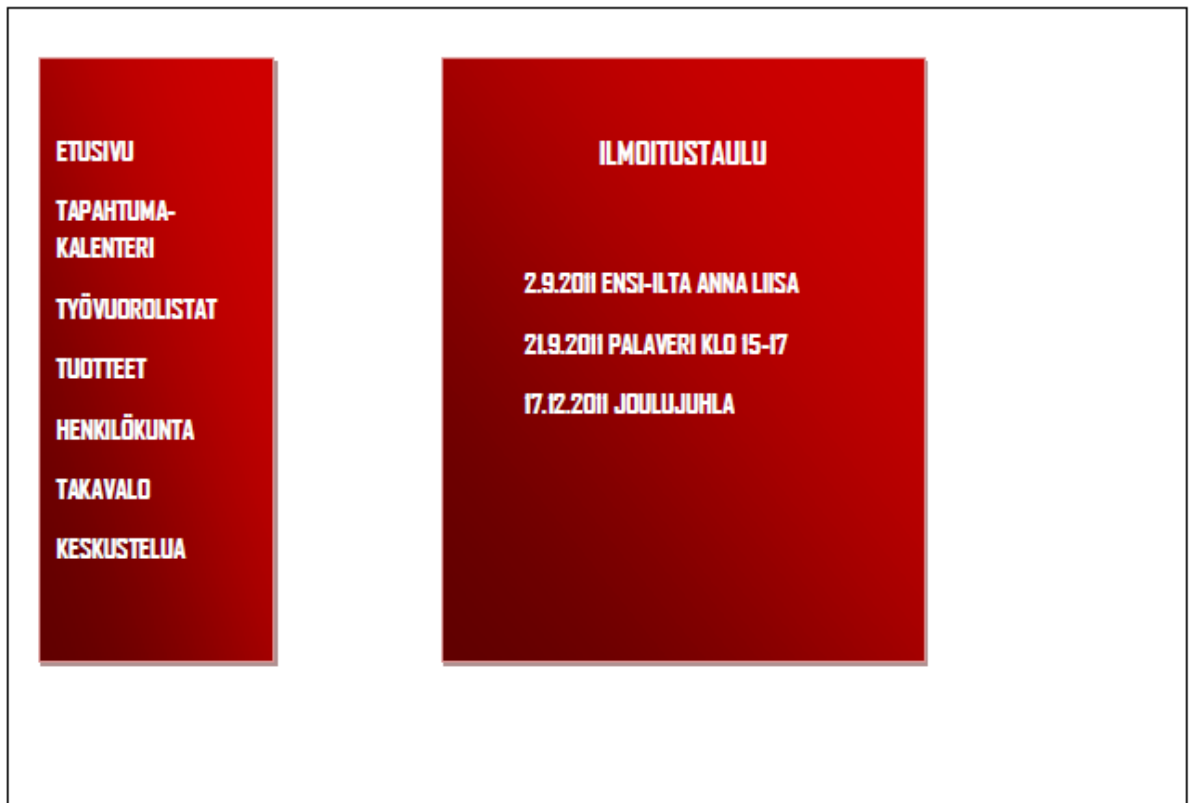 ETUSIVU
TAPAHTUMA-
KALENTERI
TYÖVUOROLISTAT
TUOTTEET
HENKILÖKUNTA
TAKAVALO
KESKUSTELUA
ILMOITUSTAULU
2.9.2011 ENSI-ILTA ANNA LIISA
21.9.2011 PALAVERI KLO 15-17
17.12.2011 JOULUJUHLA